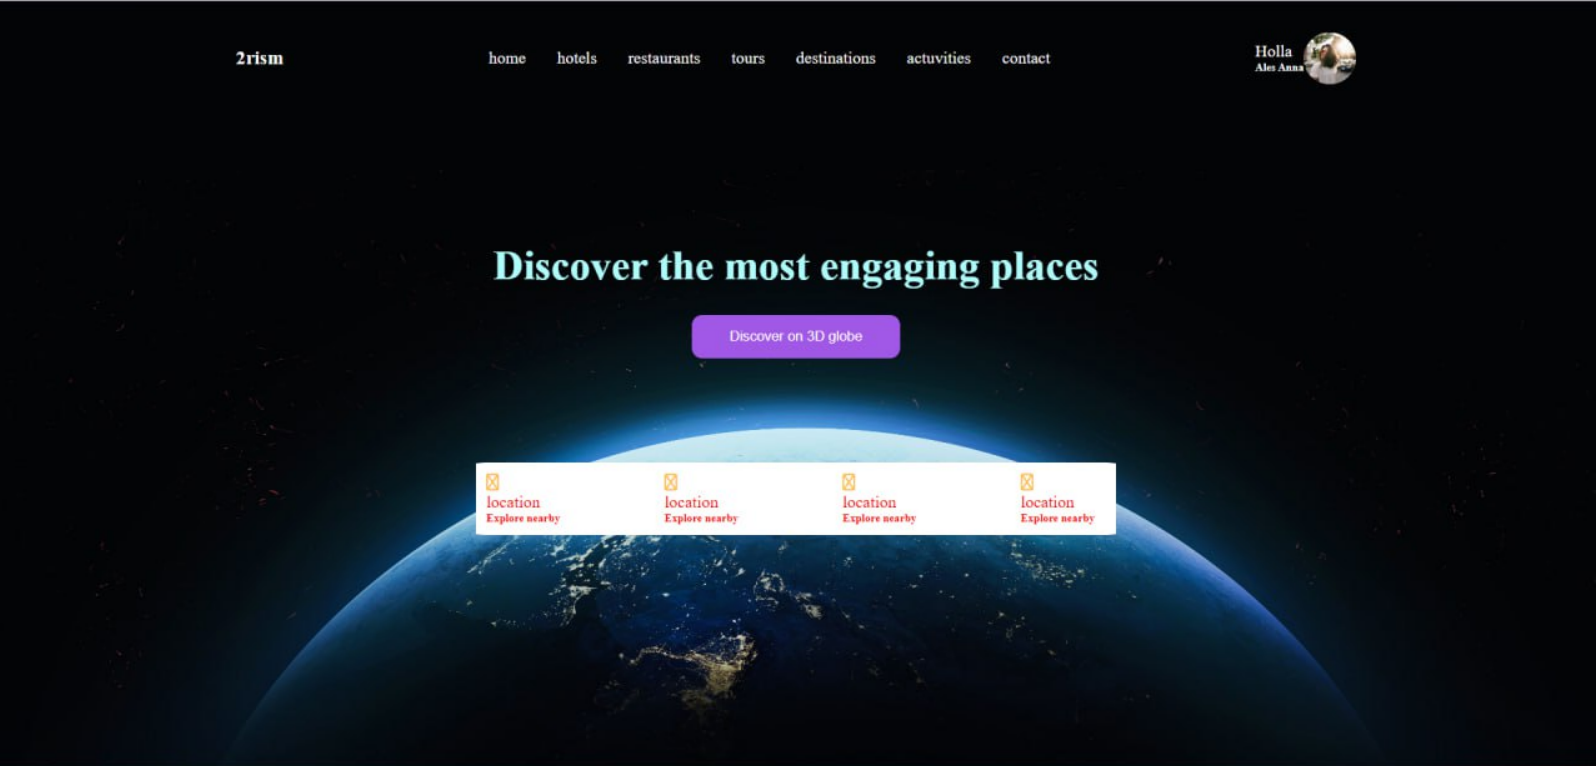 2rism
home hotels restaurants tours destinations actuvities contact
Holla
Ales Anna
Discover the most engaging places
Discover on 3D globe
location location location location
Explore nearby Explore nearby Explore nearby Explore nearby